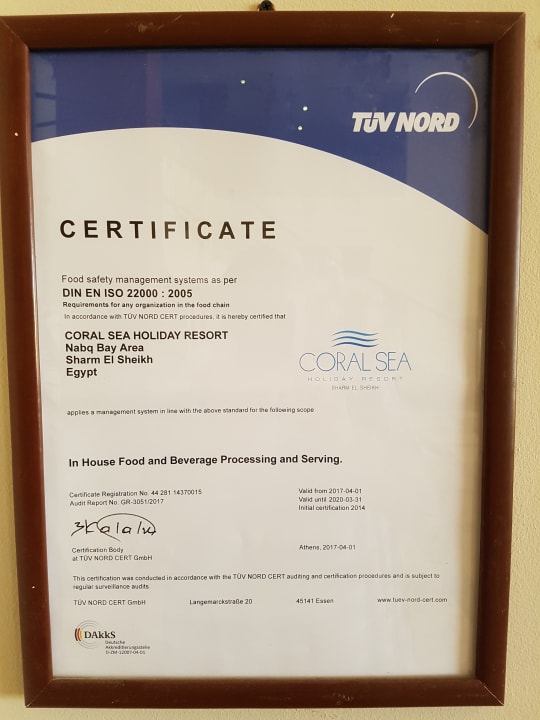 TÜV NORD
CERTIFICATE
Food safety management systems as per
DIN EN ISO 22000 : 2005
Requirements for any organization in the food chain
In accordance with TÜV NORD CERT procedures, it is hereby certified that
CORAL SEA HOLIDAY RESORT
Nabq Bay Area
Sharm El Sheikh
Egypt
CORAL SEA
HOLIDAY RESORT
SHARM EL SHEIKH
applies a management system in line with the above standard for the following scope
In House Food and Beverage Processing and Serving.
Certificate Registration No. 44 281 14370015
Audit Report No. GR-3051/2017
Valid from 2017-04-01
Valid until 2020-03-31
Initial certification 2014
Certification Body
at TÜV NORD CERT GmbH
Athens, 2017-04-01
This certification was conducted in accordance with the TÜV NORD CERT auditing and certification procedures and is subject to
regular surveillance audits.
TÜV NORD CERT GmbH Langemarckstraße 20 45141 Essen www.tuev-nord-cert.com
DAkkS
Deutsche
Akkreditierungsstelle
D-ZM-12007-04-01